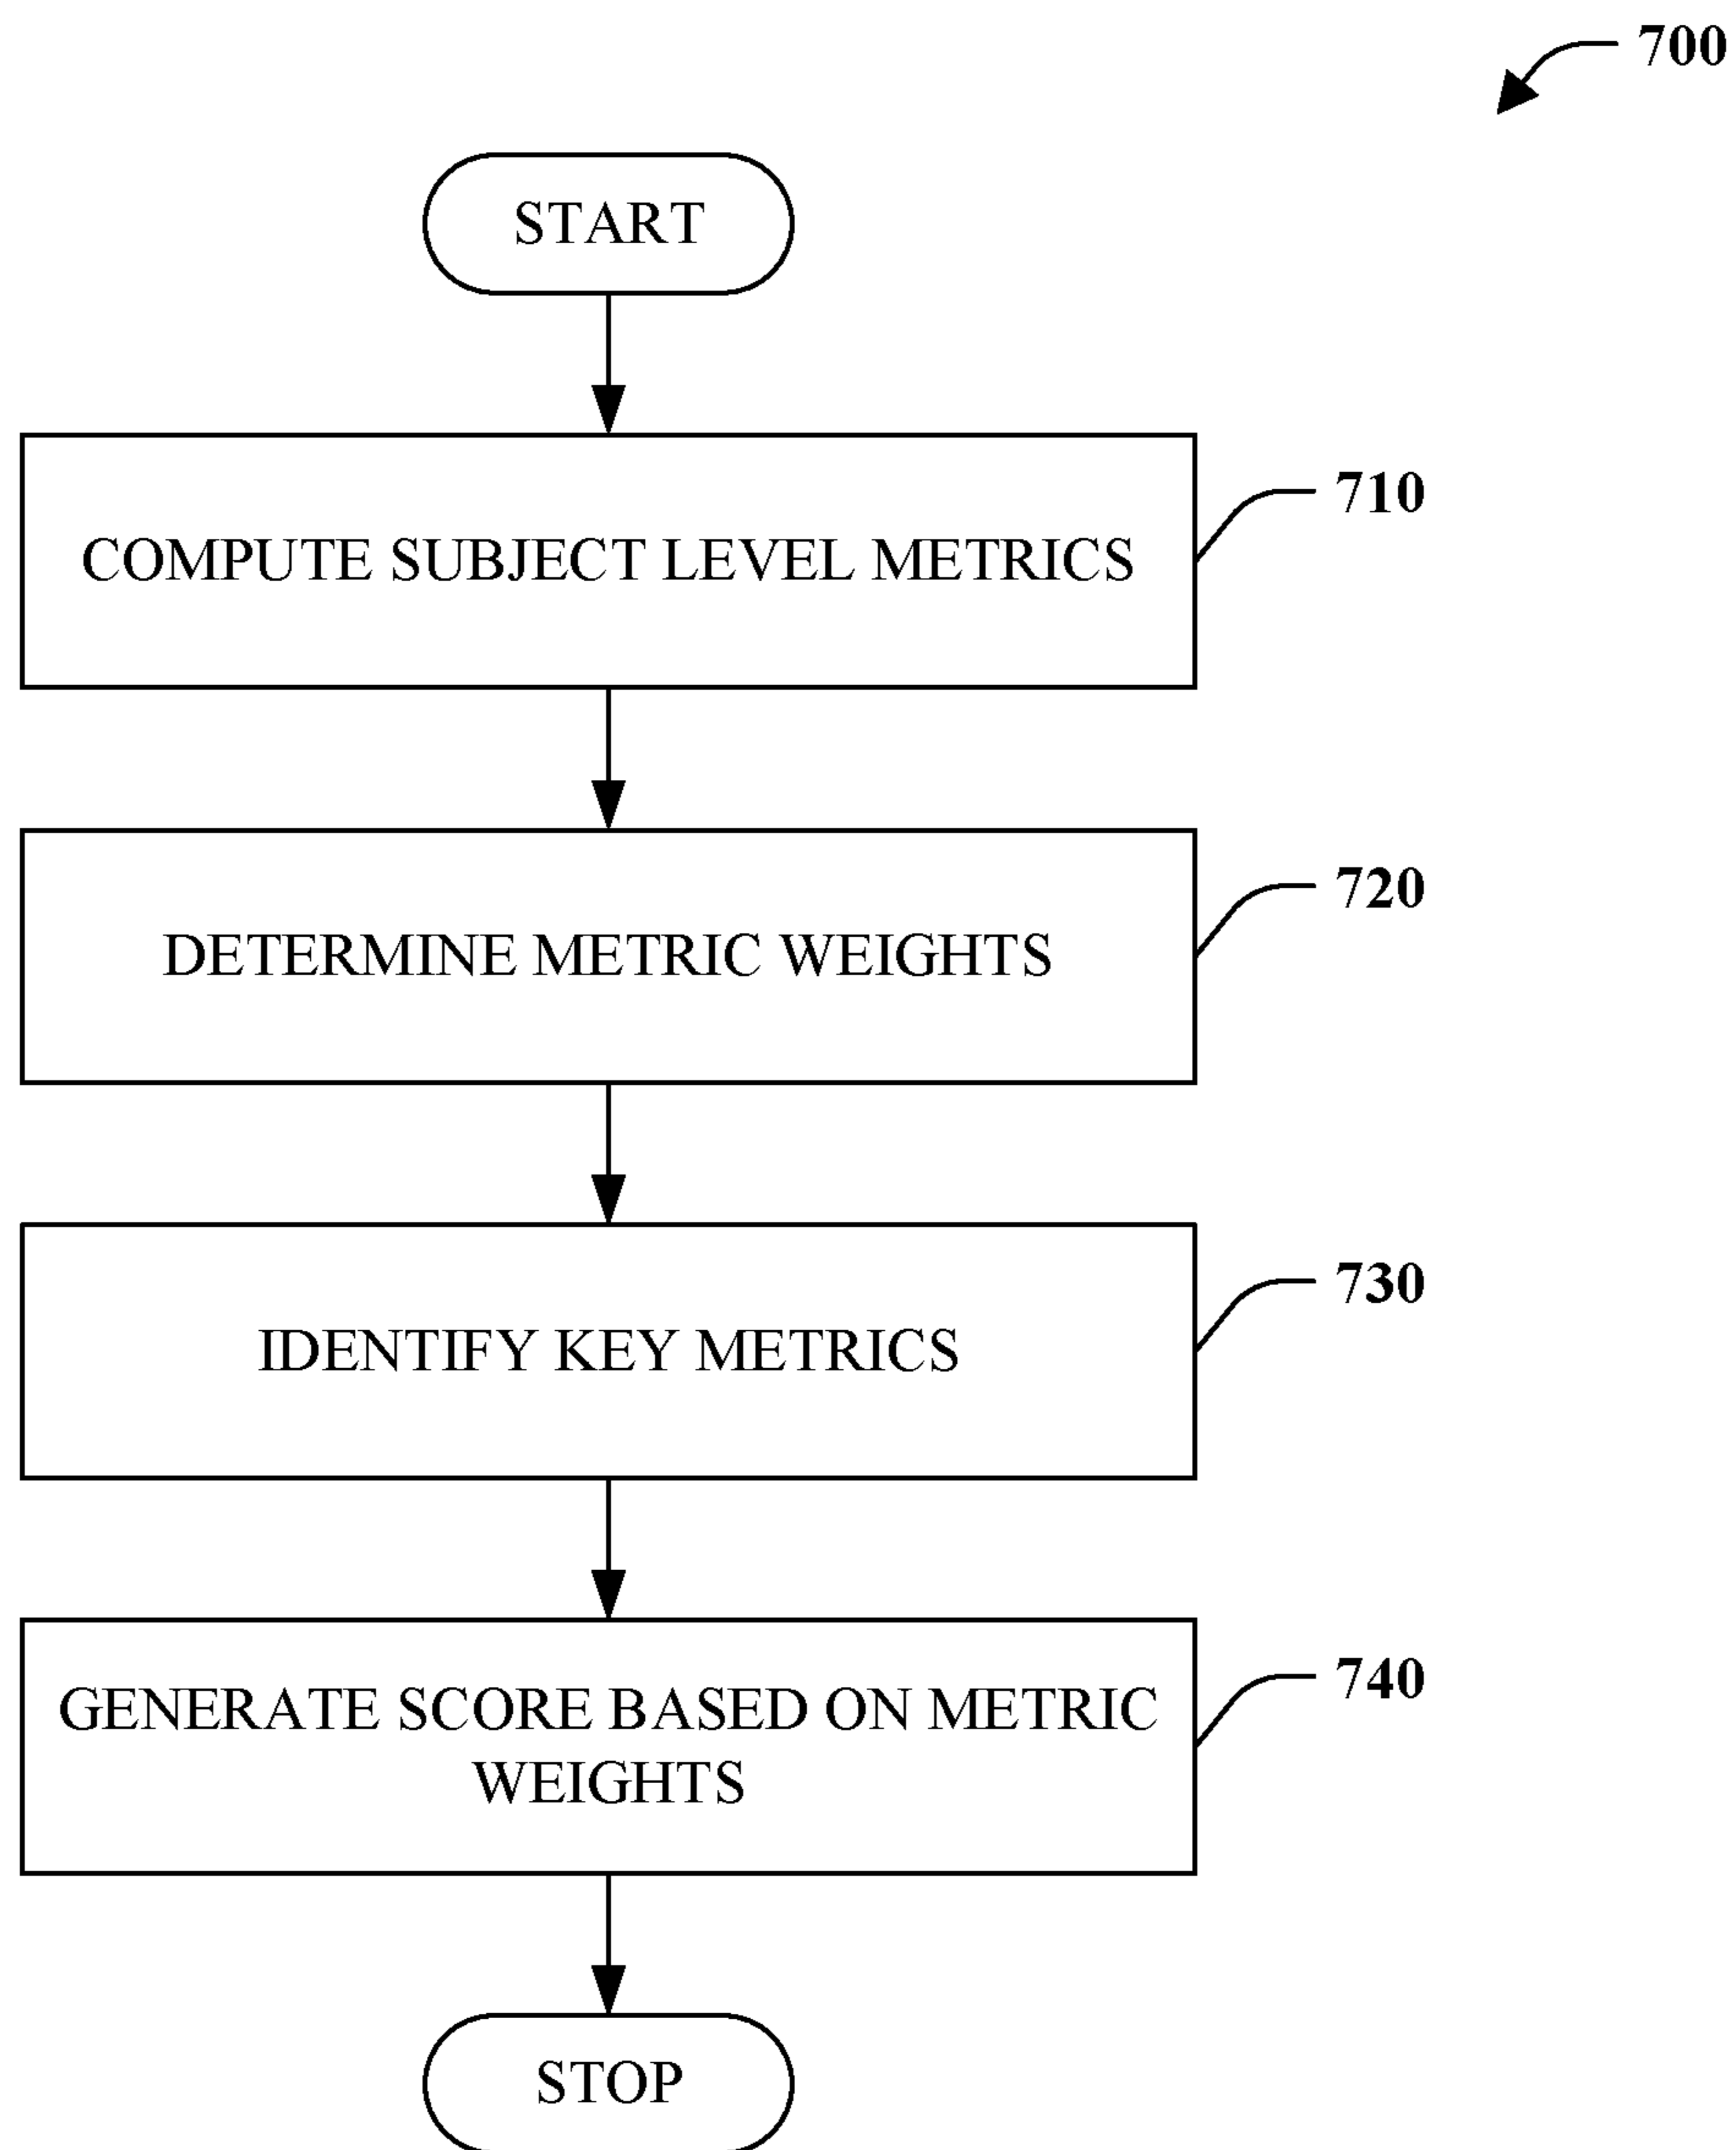 700
START
COMPUTE SUBJECT LEVEL METRICS
710
DETERMINE METRIC WEIGHTS
720
IDENTIFY KEY METRICS
730
GENERATE SCORE BASED ON METRIC
WEIGHTS
740
STOP